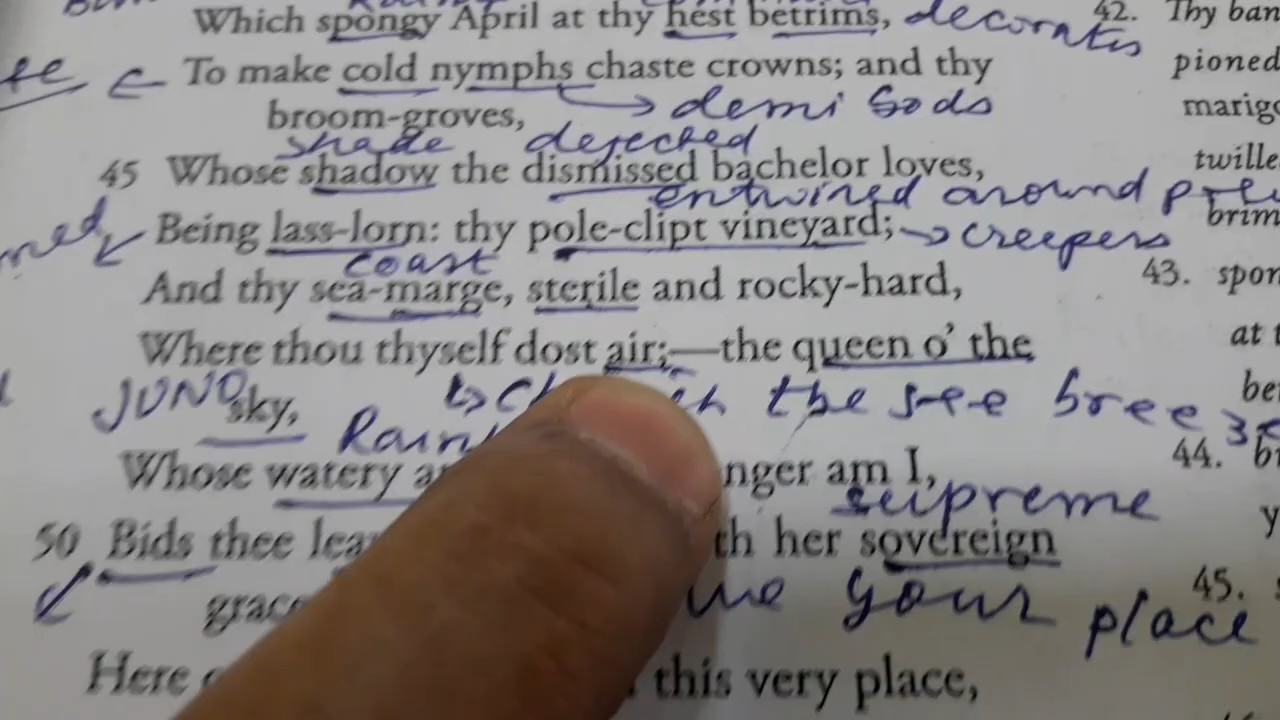 Which spongy April at thy hest betrims, decorates
42. Thy ban
To make cold nymphs chaste crowns; and thy
pioned
broom-groves,
demi Gods
marigo
shade dejected
45 Whose shadow the dismissed bachelor loves,
twille
entwined around
Being lass-lorn: thy pole-clipt vineyard; creepers
brim
coast
And thy sea-marge, sterile and rocky-hard,
43. spon
Where thou thyself dost air;—the queen o' the
at
JUNO
the see breeze
be
sky,
44. b
Whose watery a nger am I,
supreme
50 Bids thee lea th her sovereign
y
grace
your place
45.
Here this very place,